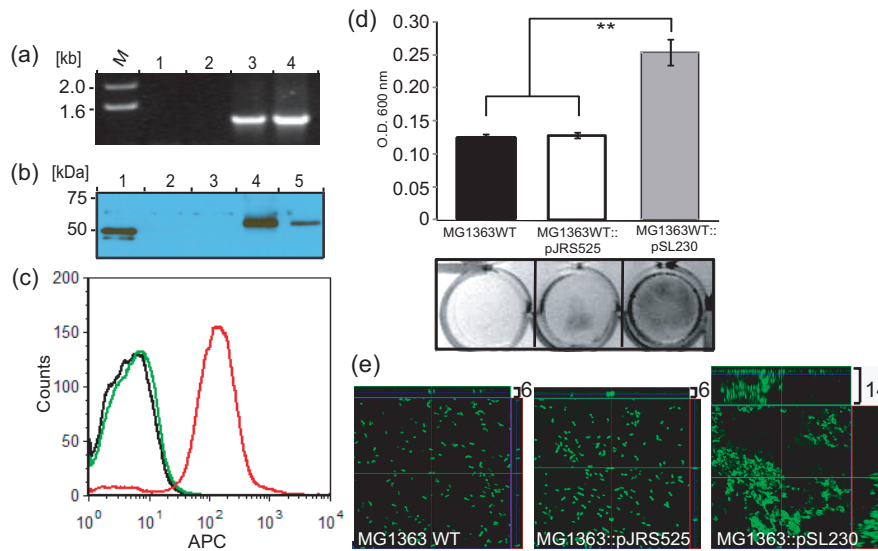 (a)
[kb]
M
1 2 3 4
2.0
1.6
(b)
[kDa]
1 2 3 4 5
75
50
(c)
200
150
100
50
0
Counts
10^0 10^1 10^2 10^3 10^4
APC
(d)
**
0.30
0.25
0.20
0.15
0.10
0.05
0
O.D. 600 nm
MG1363WT
MG1363WT::
pJRS525
MG1363WT::
pSL230
(e)
6
6
14
MG1363 WT
MG1363::pJRS525
MG1363::pSL230